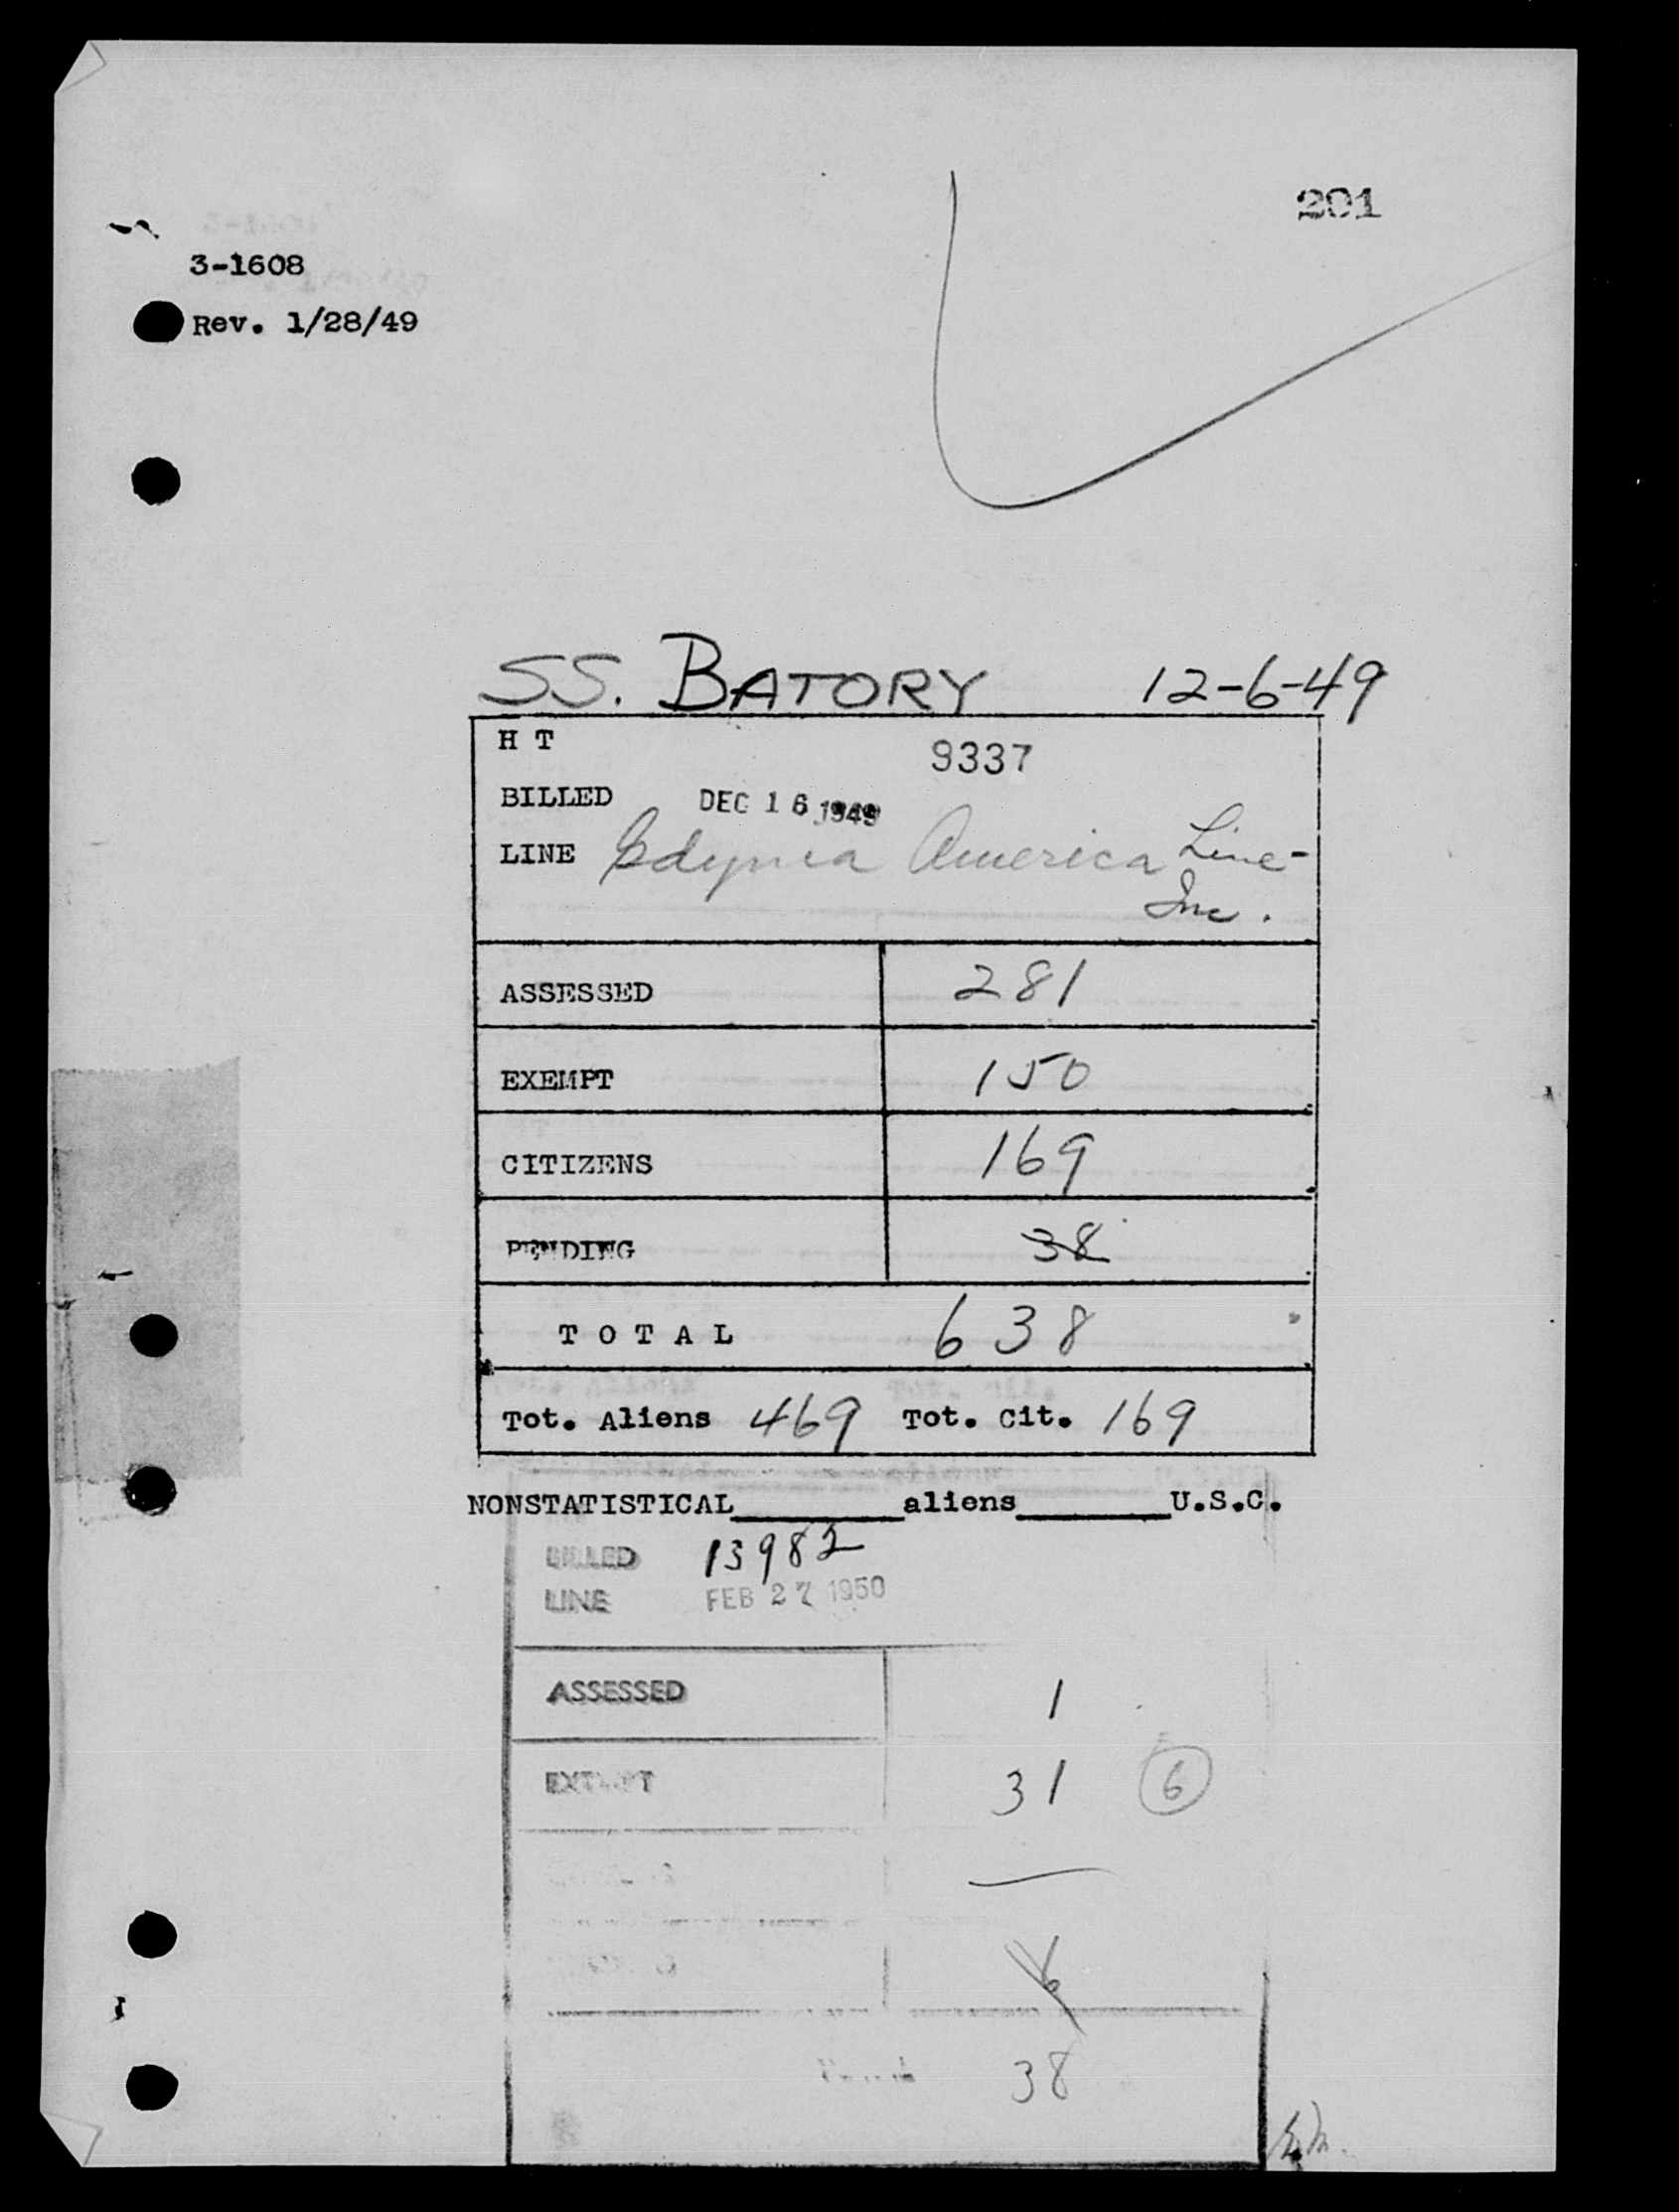 201
3-1608
Rev. 1/28/49
SS. BATORY 12-6-49
H T 9337
BILLED DEC 16 1949
LINE Gdynia America Line-
Inc.
ASSESSED 281
EXEMPT 150
CITIZENS 169
PENDING 38
TOTAL 638
Tot. Aliens 469 Tot. Cit. 169
NONSTATISTICAL aliens U.S.C.
BILLED 13982
LINE FEB 27 1950
ASSESSED 1
EXEMPT 31 6
6
38